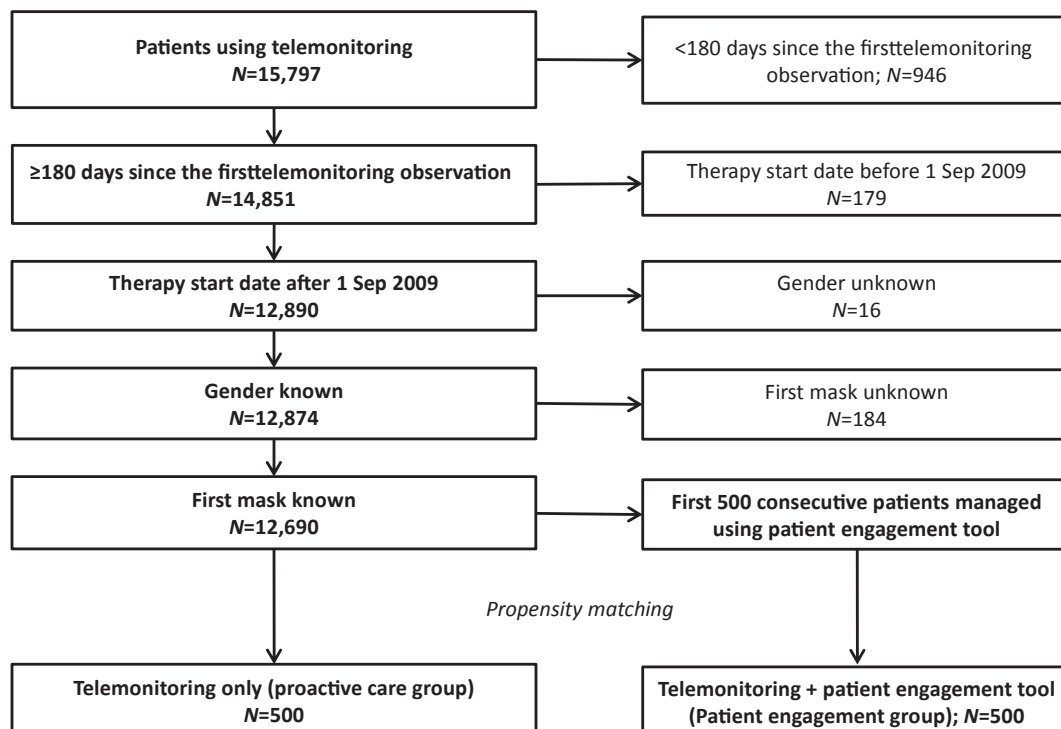 Patients using telemonitoring
N=15,797
<180 days since the firsttelemonitoring
observation; N=946
≥180 days since the firsttelemonitoring observation
N=14,851
Therapy start date before 1 Sep 2009
N=179
Therapy start date after 1 Sep 2009
N=12,890
Gender unknown
N=16
Gender known
N=12,874
First mask unknown
N=184
First mask known
N=12,690
First 500 consecutive patients managed
using patient engagement tool
Propensity matching
Telemonitoring only (proactive care group)
N=500
Telemonitoring + patient engagement tool
(Patient engagement group); N=500